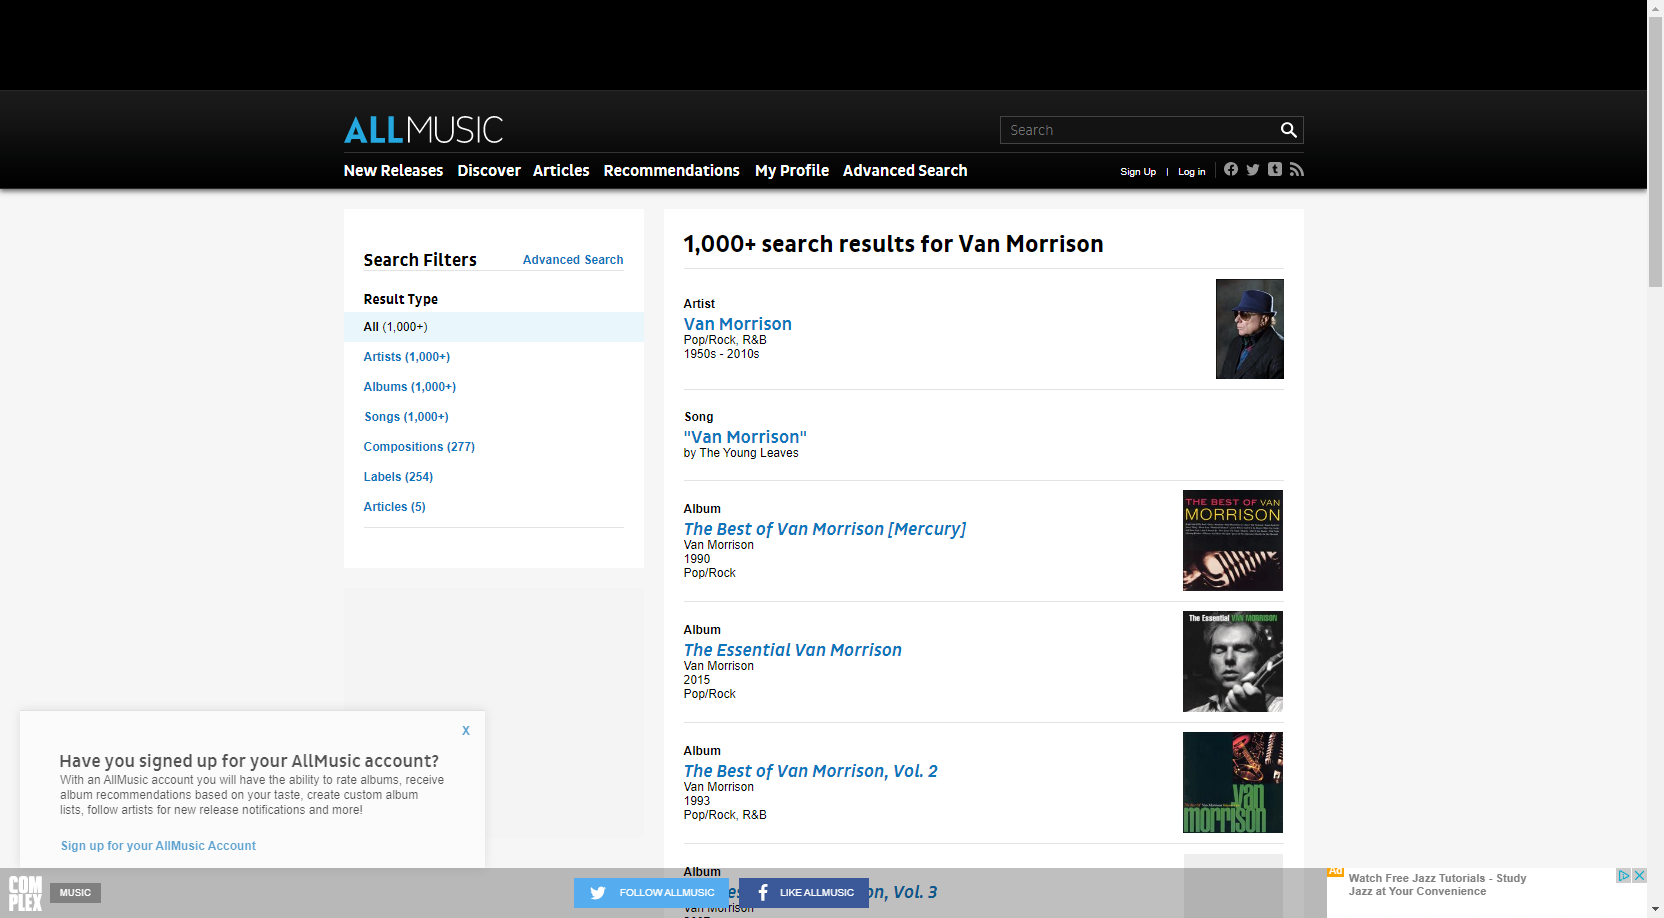 ALLMUSIC
Search
New Releases Discover Articles Recommendations My Profile Advanced Search
Sign Up | Log in
Search Filters
Advanced Search
Result Type
All (1,000+)
Artists (1,000+)
Albums (1,000+)
Songs (1,000+)
Compositions (277)
Labels (254)
Articles (5)
1,000+ search results for Van Morrison
Artist
Van Morrison
Pop/Rock, R&B
1950s - 2010s
Song
"Van Morrison"
by The Young Leaves
Album
The Best of Van Morrison [Mercury]
Van Morrison
1990
Pop/Rock
THE BEST OF VAN
MORRISON
Album
The Essential Van Morrison
Van Morrison
2015
Pop/Rock
The Essential VAN MORRISON
Album
The Best of Van Morrison, Vol. 2
Van Morrison
1993
Pop/Rock, R&B
van
morrison
Album
on, Vol. 3
Van Morrison
X
Have you signed up for your AllMusic account?
With an AllMusic account you will have the ability to rate albums, receive
album recommendations based on your taste, create custom album
lists, follow artists for new release notifications and more!
Sign up for your AllMusic Account
COM
PLEX
MUSIC
FOLLOW ALLMUSIC
LIKE ALLMUSIC
Ad
Watch Free Jazz Tutorials - Study
Jazz at Your Convenience